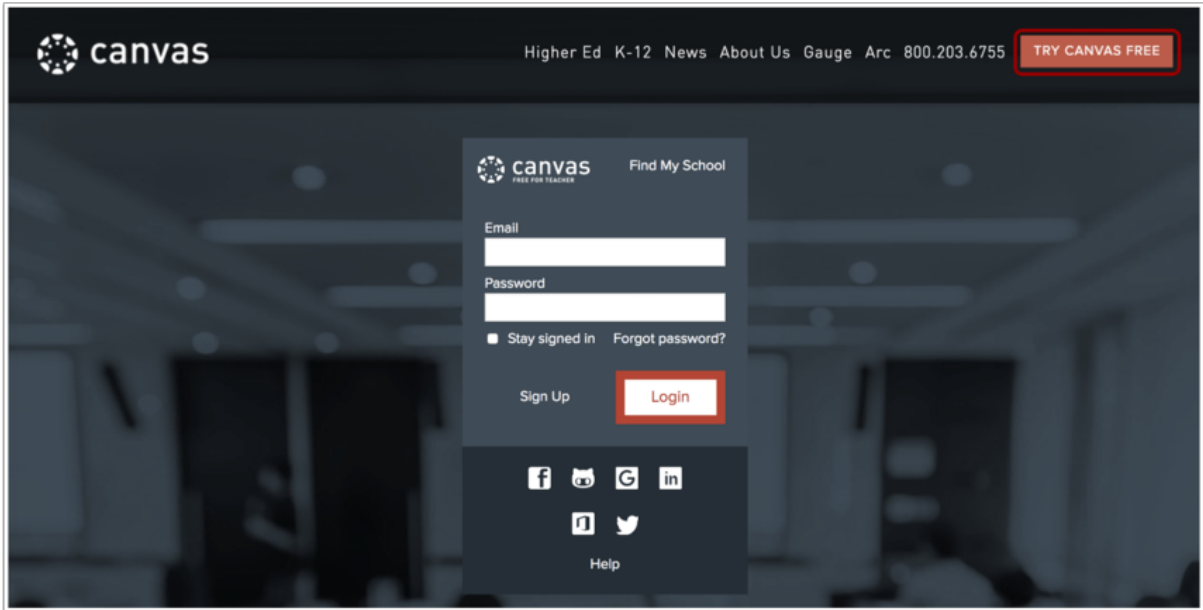 canvas
Higher Ed K-12 News About Us Gauge Arc 800.203.6755 TRY CANVAS FREE
canvas Find My School
FREE FOR TEACHER
Email
Password
Stay signed in Forgot password?
Sign Up Login
Help